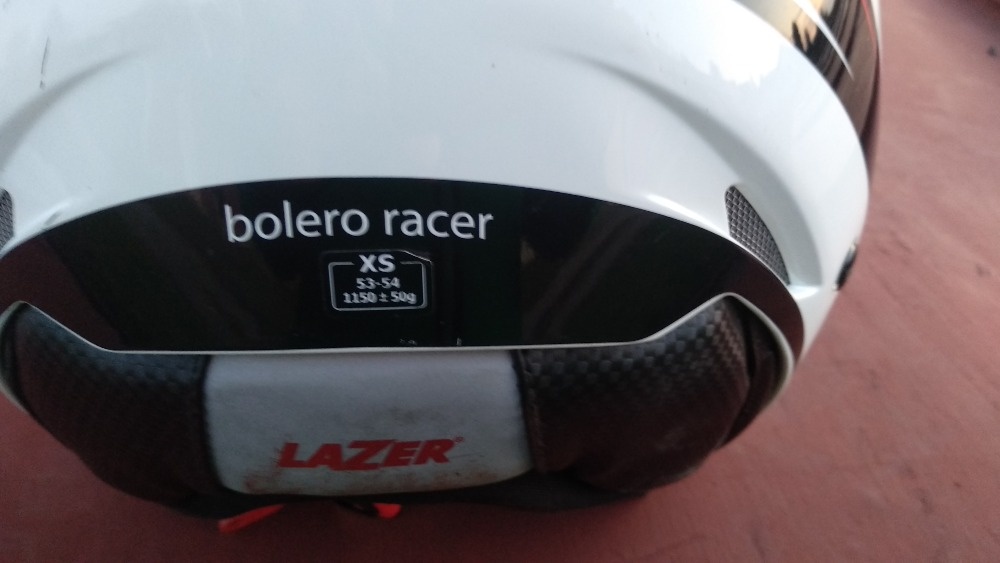 bolero racer
XS
53-54
1150 ± 50g
LAZER